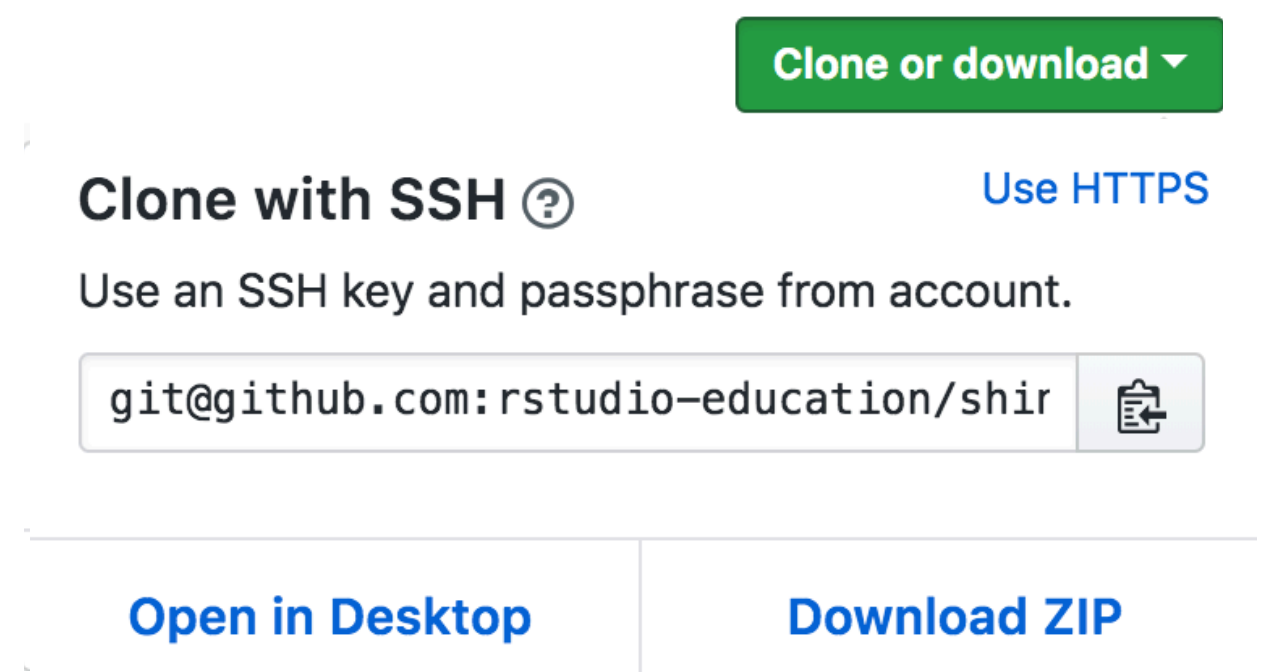 Clone or download
Clone with SSH ?
Use HTTPS
Use an SSH key and passphrase from account.
git@github.com:rstudio-education/shir
Open in Desktop
Download ZIP